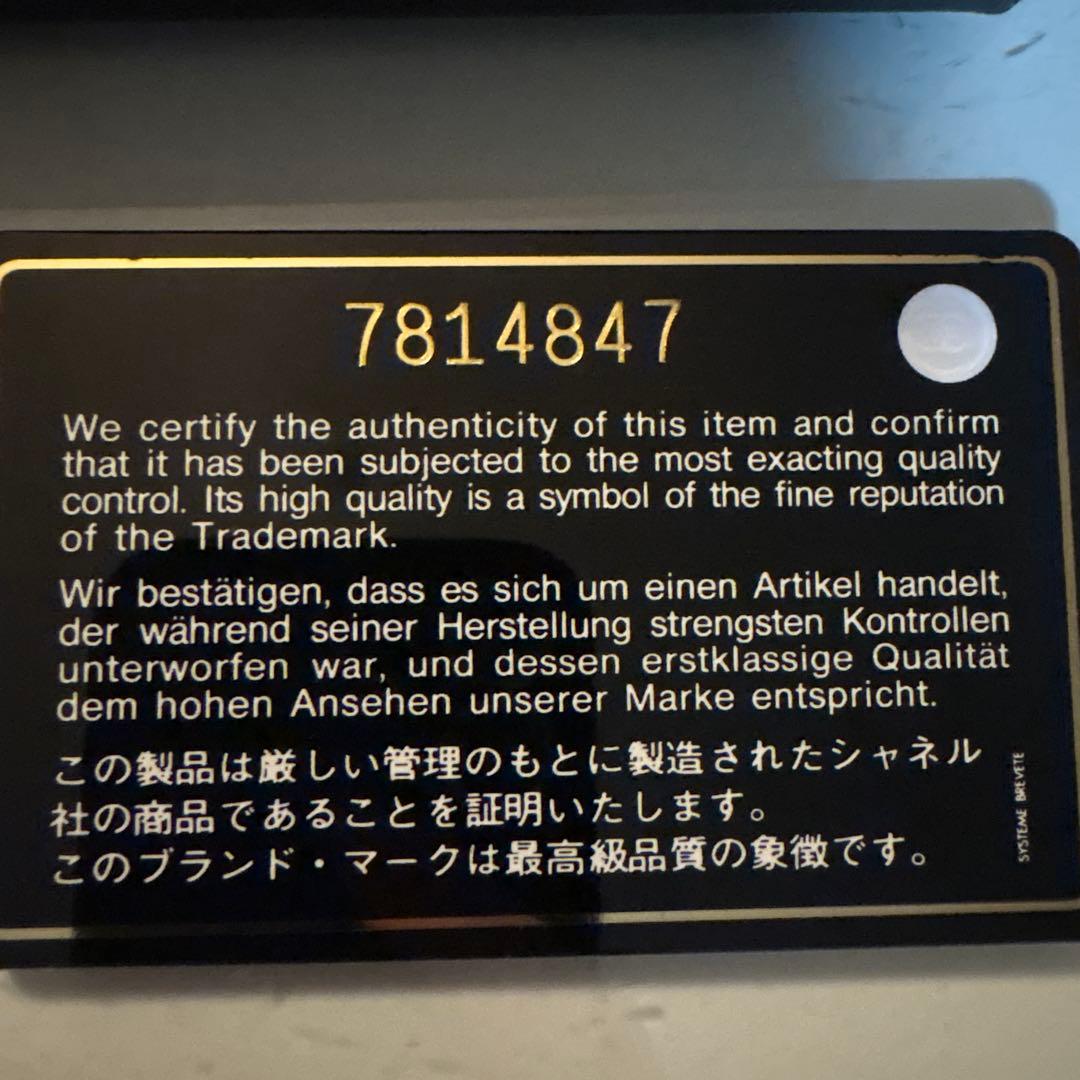 7814847
We certify the authenticity of this item and confirm
that it has been subjected to the most exacting quality
control. Its high quality is a symbol of the fine reputation
of the Trademark.
Wir bestätigen, dass es sich um einen Artikel handelt,
der während seiner Herstellung strengsten Kontrollen
unterworfen war, und dessen erstklassige Qualität
dem hohen Ansehen unserer Marke entspricht.
この製品は厳しい管理のもとに製造されたシャネル
社の商品であることを証明いたします。
このブランド・マークは最高級品質の象徴です。
SYSTEME BREVETE